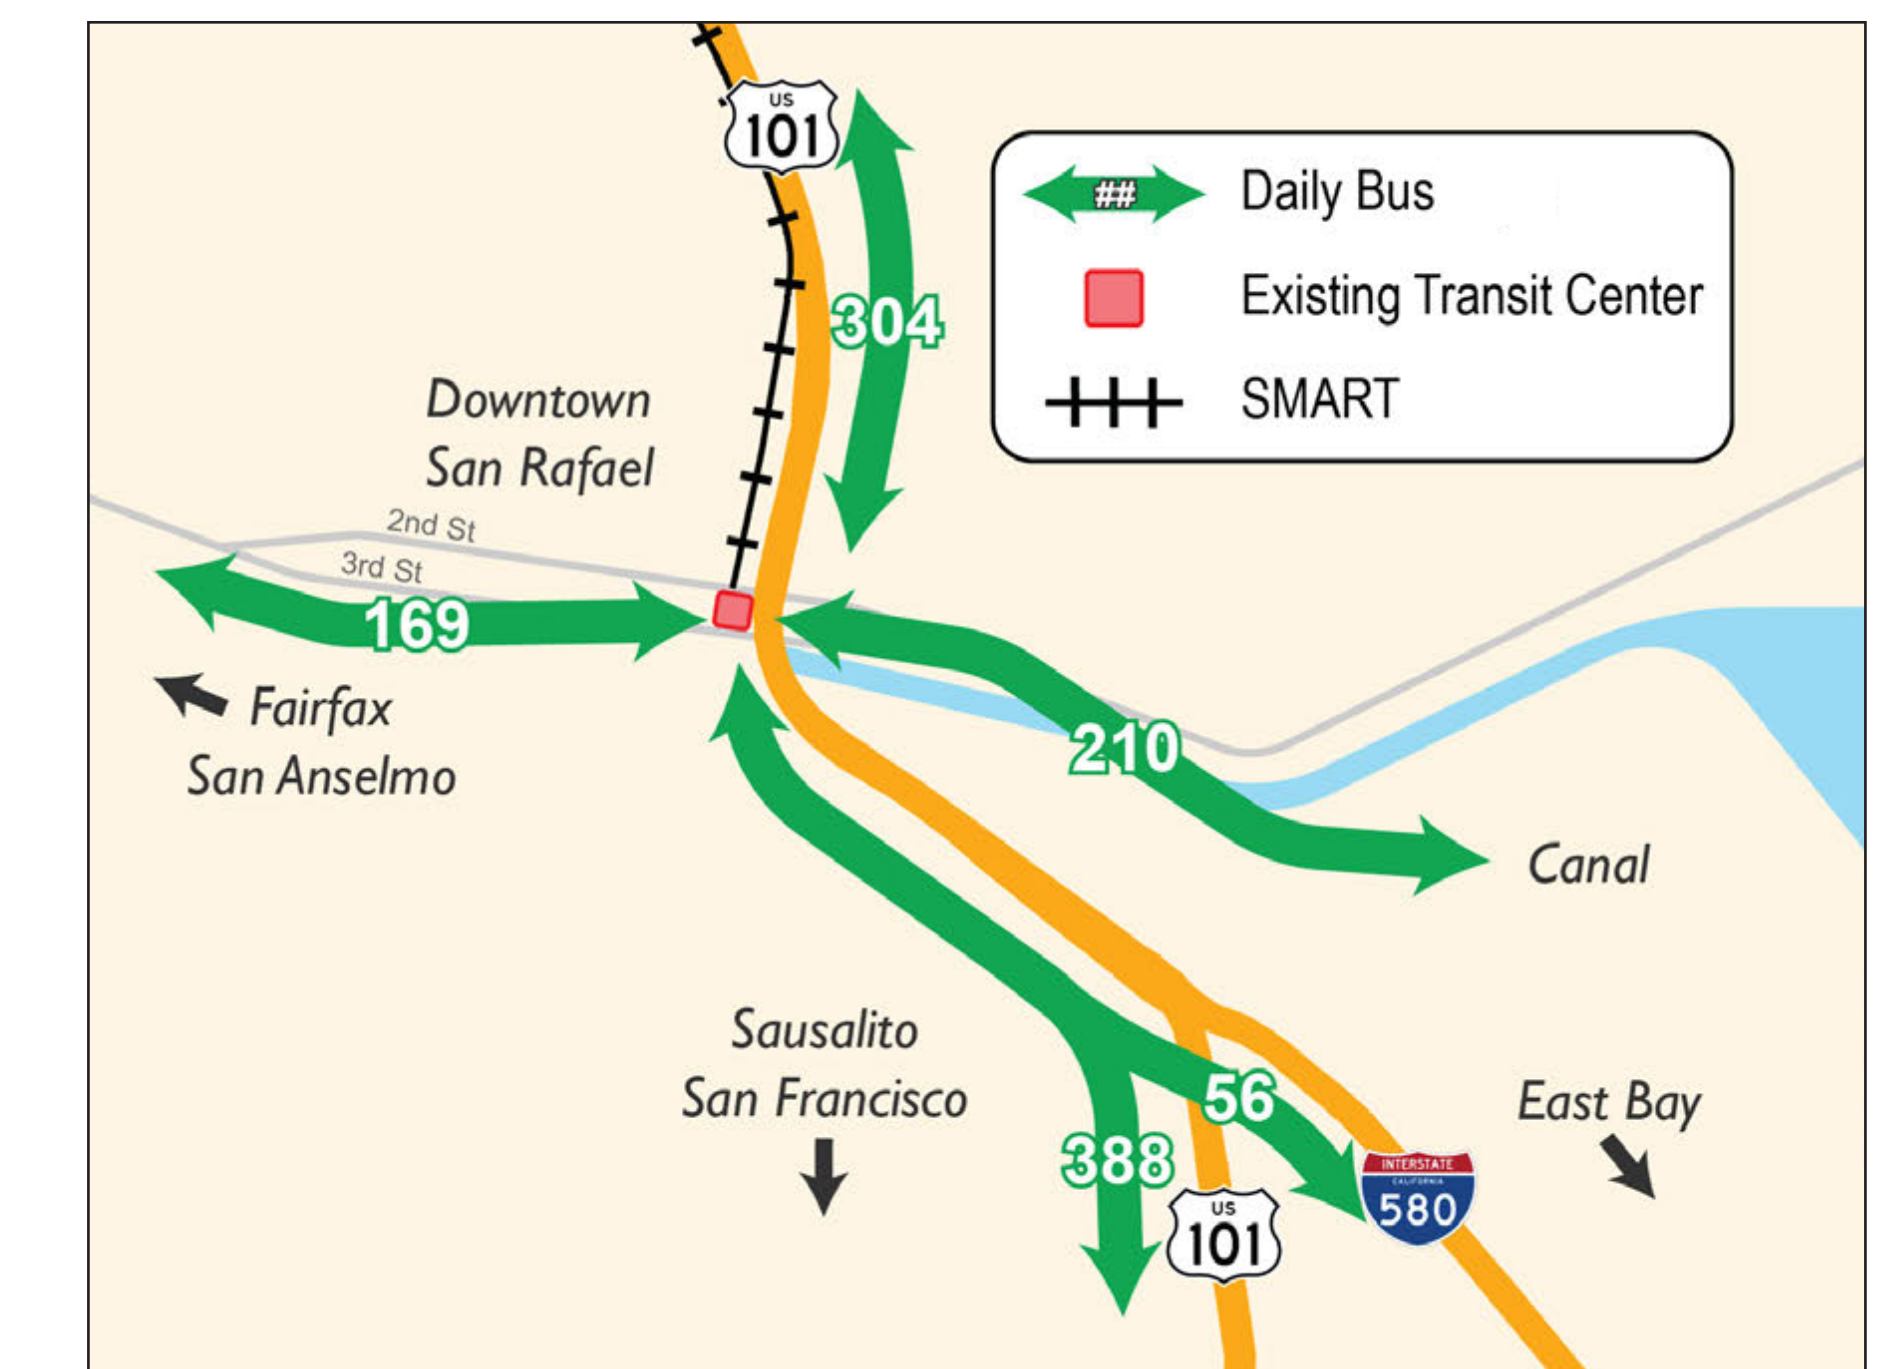 US
101
##
Daily Bus
Existing Transit Center
SMART
304
Downtown
San Rafael
2nd St
3rd St
169
Fairfax
San Anselmo
210
Canal
Sausalito
San Francisco
56
388
East Bay
INTERSTATE
CALIFORNIA
580
US
101